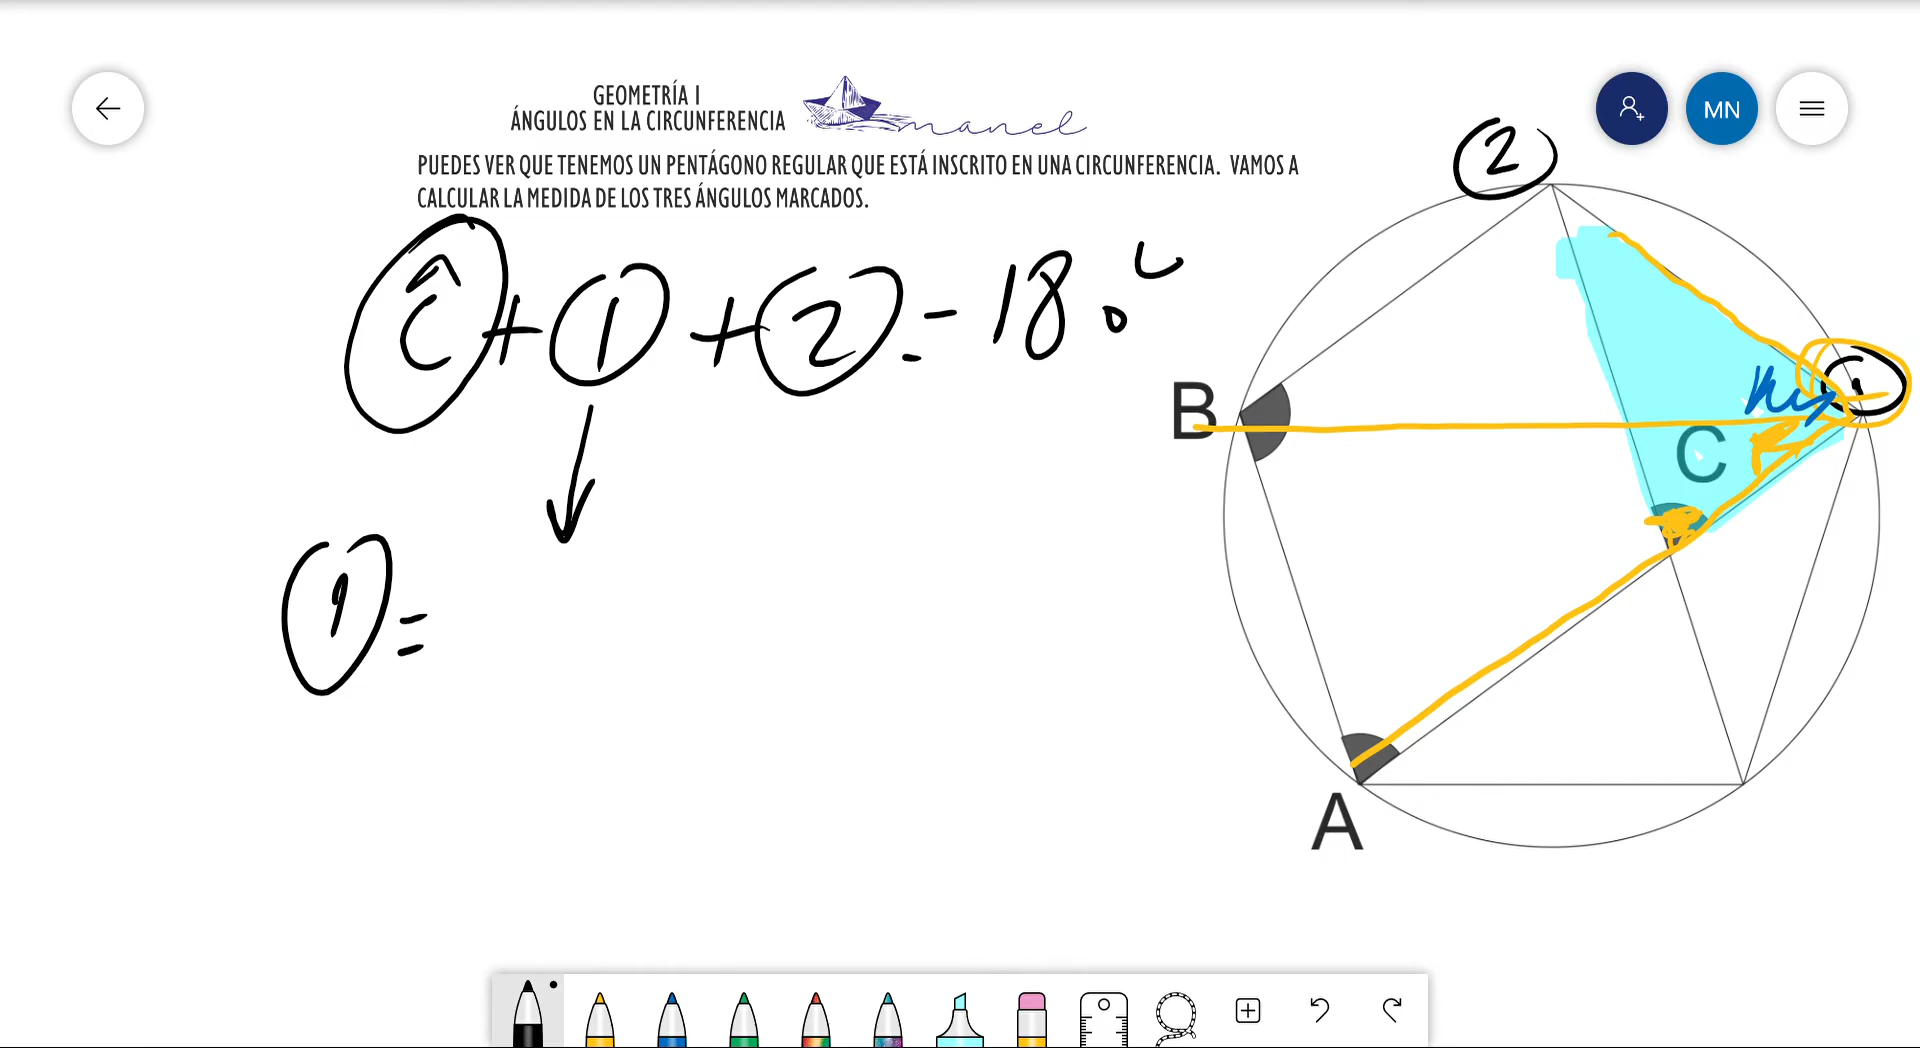 GEOMETRÍA I
ÁNGULOS EN LA CIRCUNFERENCIA
manel
MN
PUEDES VER QUE TENEMOS UN PENTÁGONO REGULAR QUE ESTÁ INSCRITO EN UNA CIRCUNFERENCIA. VAMOS A
CALCULAR LA MEDIDA DE LOS TRES ÁNGULOS MARCADOS.
2
Ĉ + 1 + 2 = 180
1
B
C
1 =
A